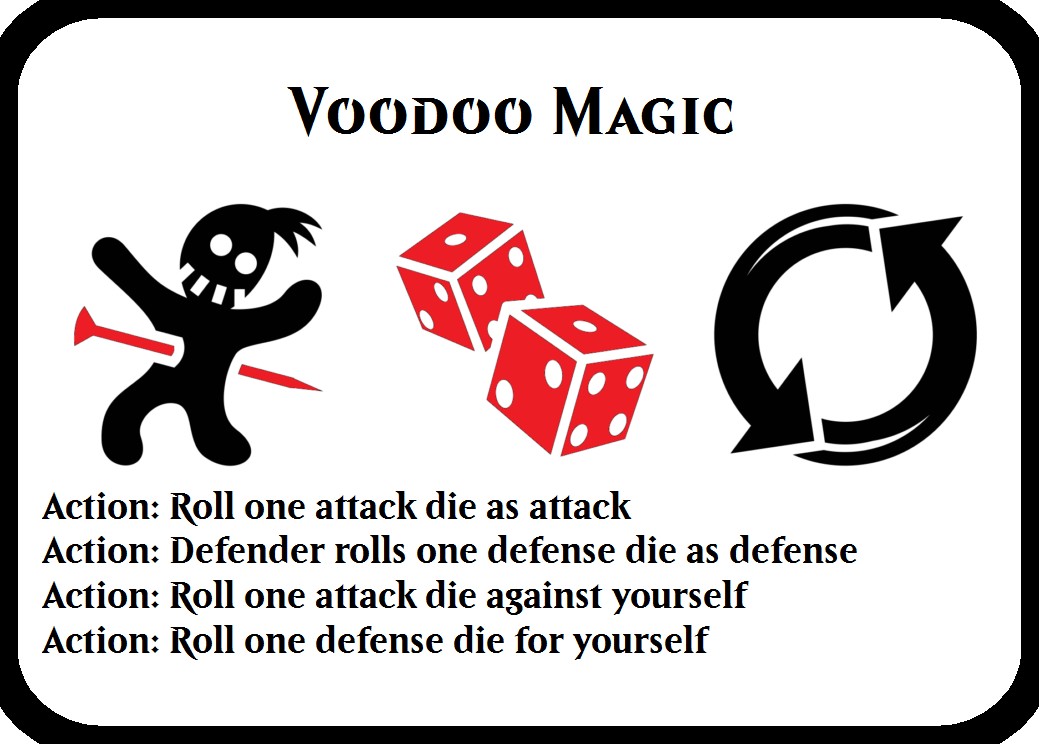 Voodoo Magic
Action: Roll one attack die as attack
Action: Defender rolls one defense die as defense
Action: Roll one attack die against yourself
Action: Roll one defense die for yourself